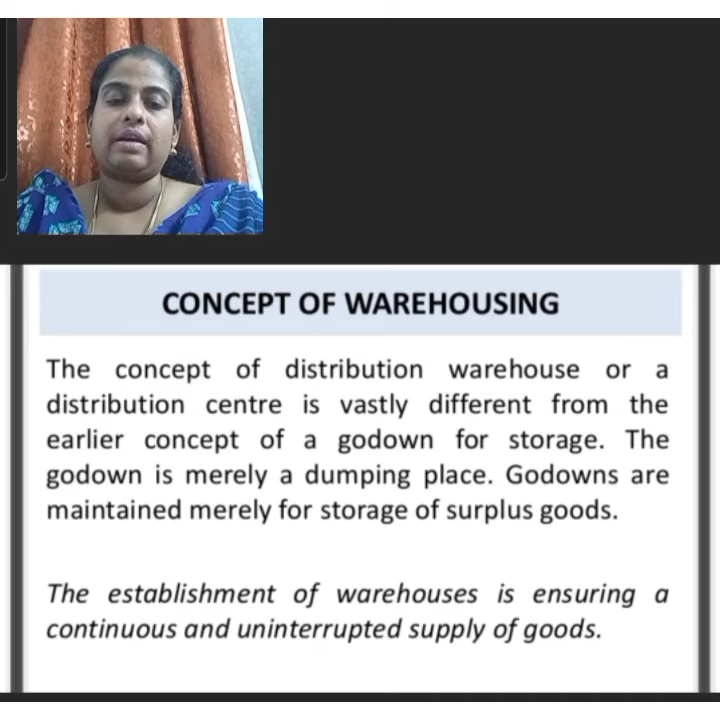 CONCEPT OF WAREHOUSING
The concept of distribution warehouse or a
distribution centre is vastly different from the
earlier concept of a godown for storage. The
godown is merely a dumping place. Godowns are
maintained merely for storage of surplus goods.
The establishment of warehouses is ensuring a
continuous and uninterrupted supply of goods.